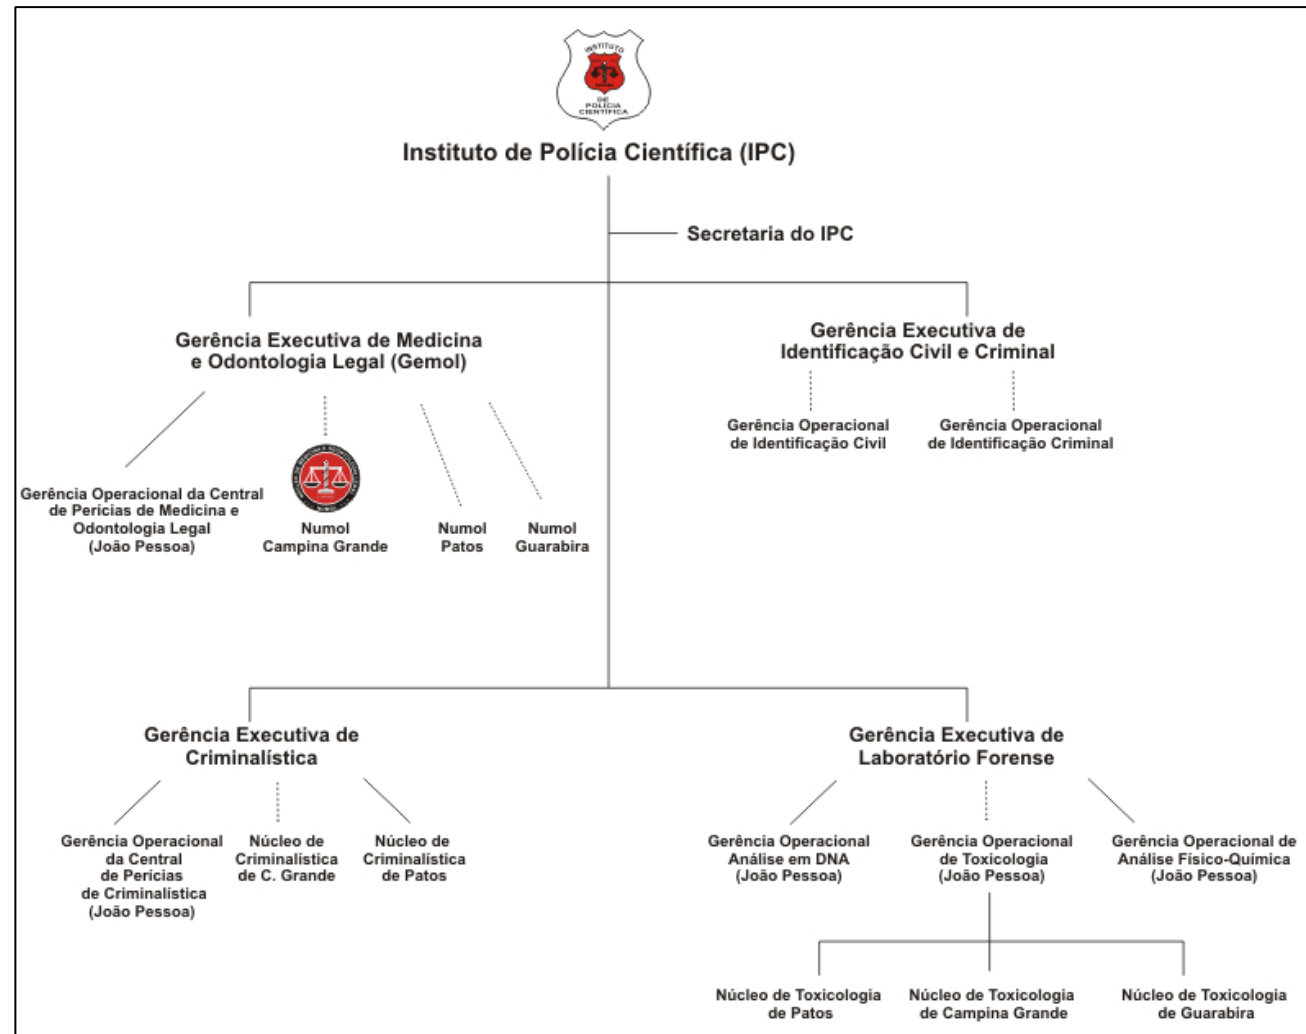 INSTITUTO
DE
POLÍCIA
CIENTÍFICA
Instituto de Polícia Científica (IPC)
Secretaria do IPC
Gerência Executiva de Medicina
e Odontologia Legal (Gemol)
Gerência Executiva de
Identificação Civil e Criminal
Gerência Operacional
de Identificação Civil
Gerência Operacional
de Identificação Criminal
Gerência Operacional da Central
de Perícias de Medicina e
Odontologia Legal
(João Pessoa)
NUMOL
Numol
Campina Grande
Numol
Patos
Numol
Guarabira
Gerência Executiva de
Criminalística
Gerência Executiva de
Laboratório Forense
Gerência Operacional
da Central
de Perícias
de Criminalística
(João Pessoa)
Núcleo de
Criminalística
de C. Grande
Núcleo de
Criminalística
de Patos
Gerência Operacional
Análise em DNA
(João Pessoa)
Gerência Operacional
de Toxicologia
(João Pessoa)
Gerência Operacional de
Análise Físico-Química
(João Pessoa)
Núcleo de Toxicologia
de Patos
Núcleo de Toxicologia
de Campina Grande
Núcleo de Toxicologia
de Guarabira